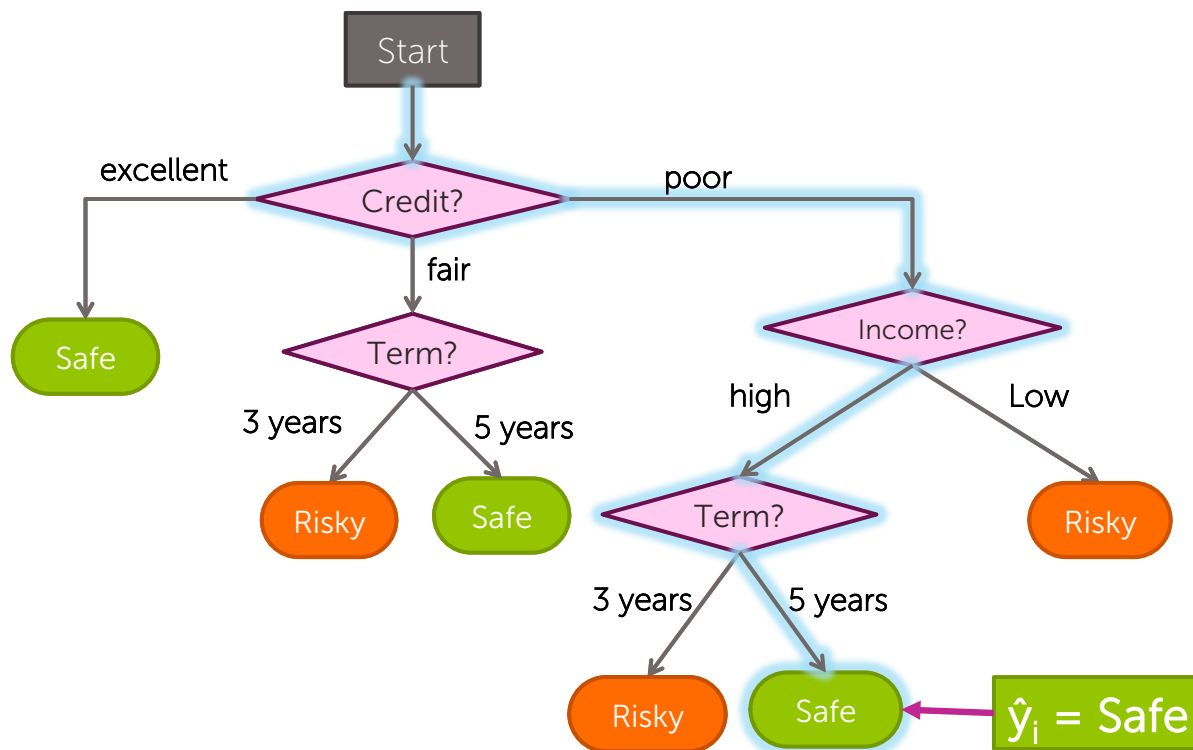 Start
excellent
Credit?
poor
fair
Safe
Term?
Income?
3 years
5 years
high
Low
Risky
Safe
Term?
Risky
3 years
5 years
Risky
Safe
ŷi = Safe